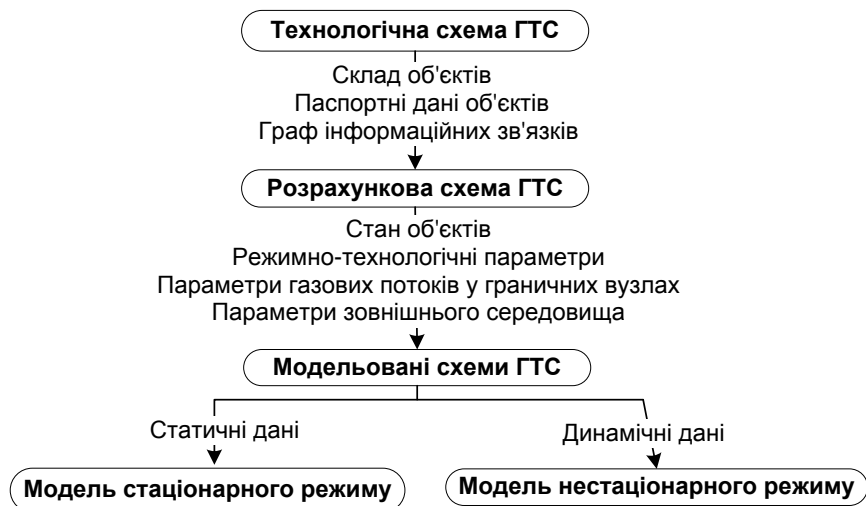 Технологічна схема ГТС
Склад об'єктів
Паспортні дані об'єктів
Граф інформаційних зв'язків
Розрахункова схема ГТС
Стан об'єктів
Режимно-технологічні параметри
Параметри газових потоків у граничних вузлах
Параметри зовнішнього середовища
Модельовані схеми ГТС
Статичні дані
Динамічні дані
Модель стаціонарного режиму
Модель нестаціонарного режиму